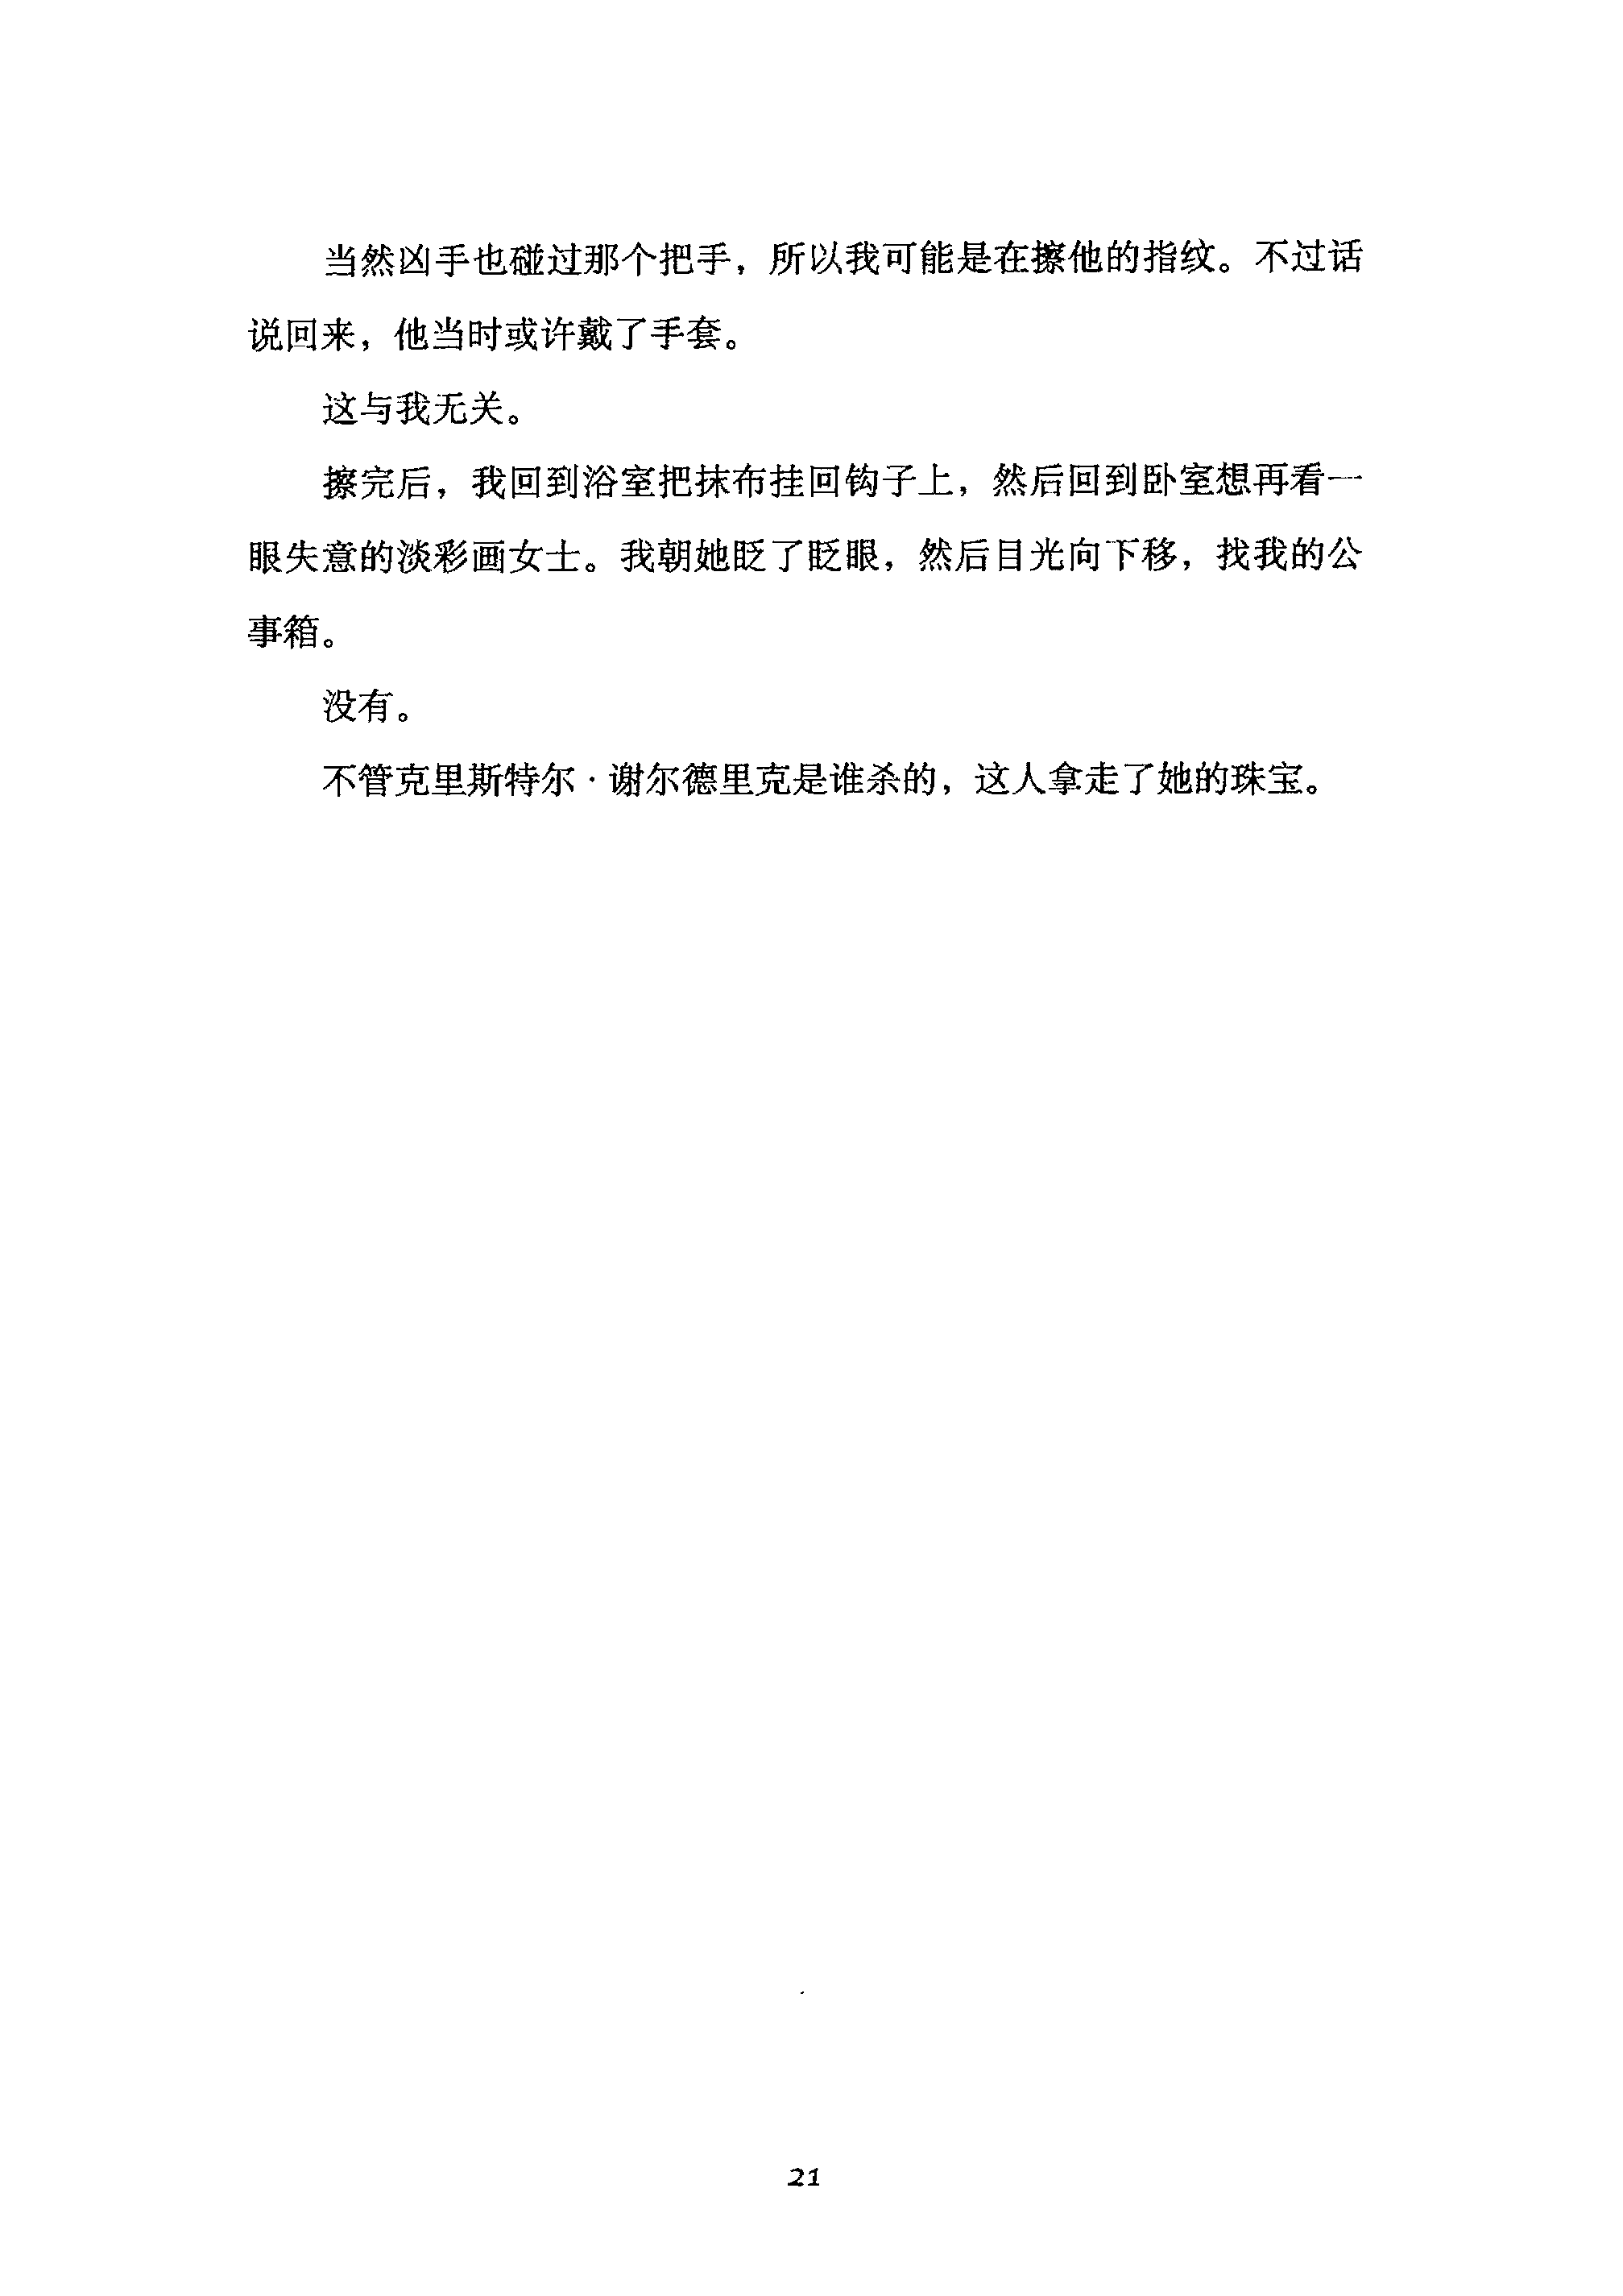 当然凶手也碰过那个把手，所以我可能是在擦他的指纹。不过话
说回来，他当时或许戴了手套。
这与我无关。
擦完后，我回到浴室把抹布挂回钩子上，然后回到卧室想再看一
眼失意的淡彩画女士。我朝她眨了眨眼，然后目光向下移，找我的公
事箱。
没有。
不管克里斯特尔·谢尔德里克是谁杀的，这人拿走了她的珠宝。
21